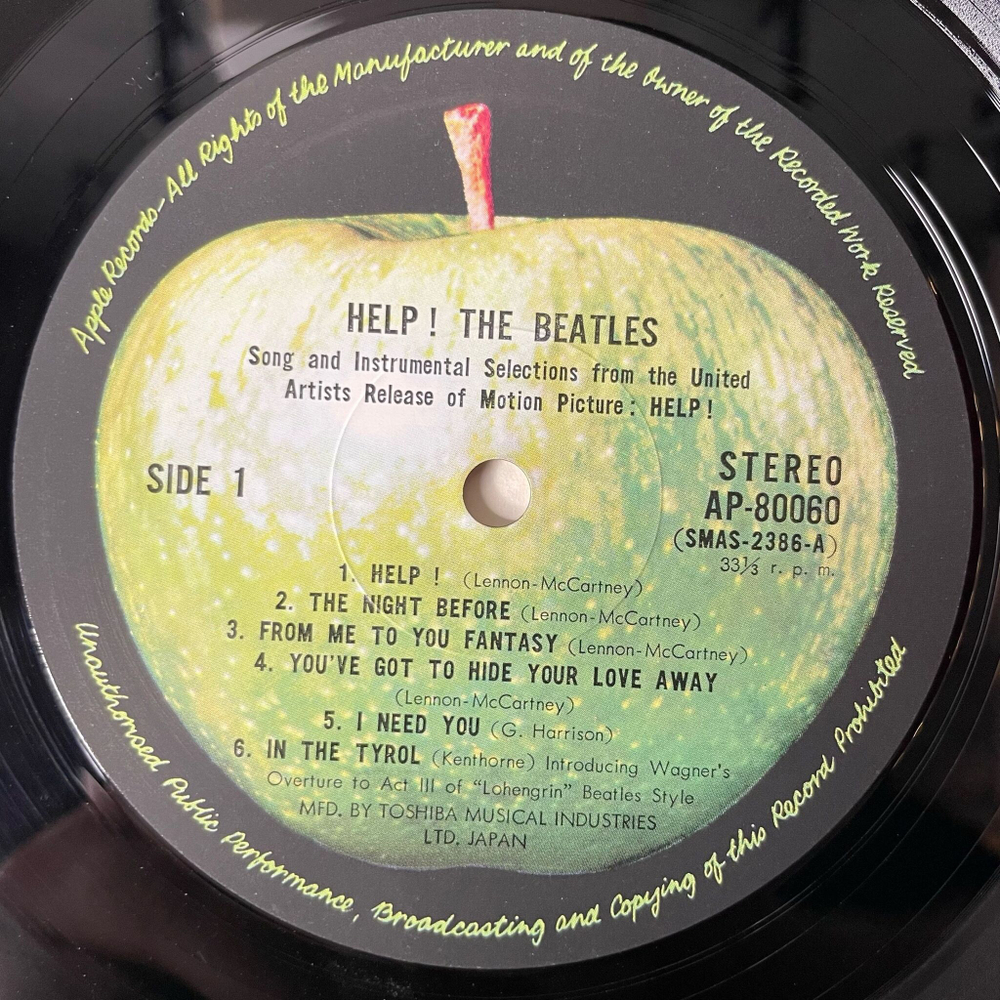 Apple Records-All Rights of the Manufacturer and of the Owner of the Recorded Work Reserved
HELP! THE BEATLES
Song and Instrumental Selections from the United
Artists Release of Motion Picture: HELP!
SIDE 1
STEREO
AP-80060
(SMAS-2386-A)
33⅓ r. p. m.
1. HELP! (Lennon-McCartney)
2. THE NIGHT BEFORE (Lennon-McCartney)
3. FROM ME TO YOU FANTASY (Lennon-McCartney)
4. YOU'VE GOT TO HIDE YOUR LOVE AWAY
(Lennon-McCartney)
5. I NEED YOU (G. Harrison)
6. IN THE TYROL (Kenthorne) Introducing Wagner's
Overture to Act III of "Lohengrin" Beatles Style
MFD. BY TOSHIBA MUSICAL INDUSTRIES
LTD. JAPAN
Unauthorised Public Performance, Broadcasting and Copying of this Record Prohibited